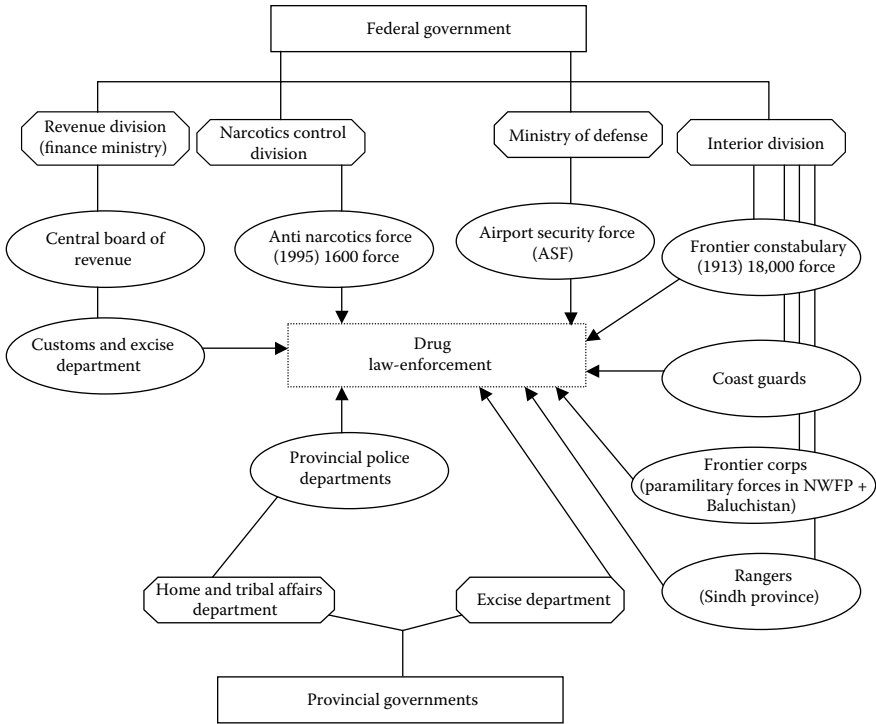 Federal government
Revenue division
(finance ministry)
Narcotics control
division
Ministry of defense
Interior division
Central board of
revenue
Anti narcotics force
(1995) 1600 force
Airport security force
(ASF)
Frontier constabulary
(1913) 18,000 force
Customs and excise
department
Drug
law-enforcement
Coast guards
Provincial police
departments
Frontier corps
(paramilitary forces in NWFP +
Baluchistan)
Home and tribal affairs
department
Excise department
Rangers
(Sindh province)
Provincial governments